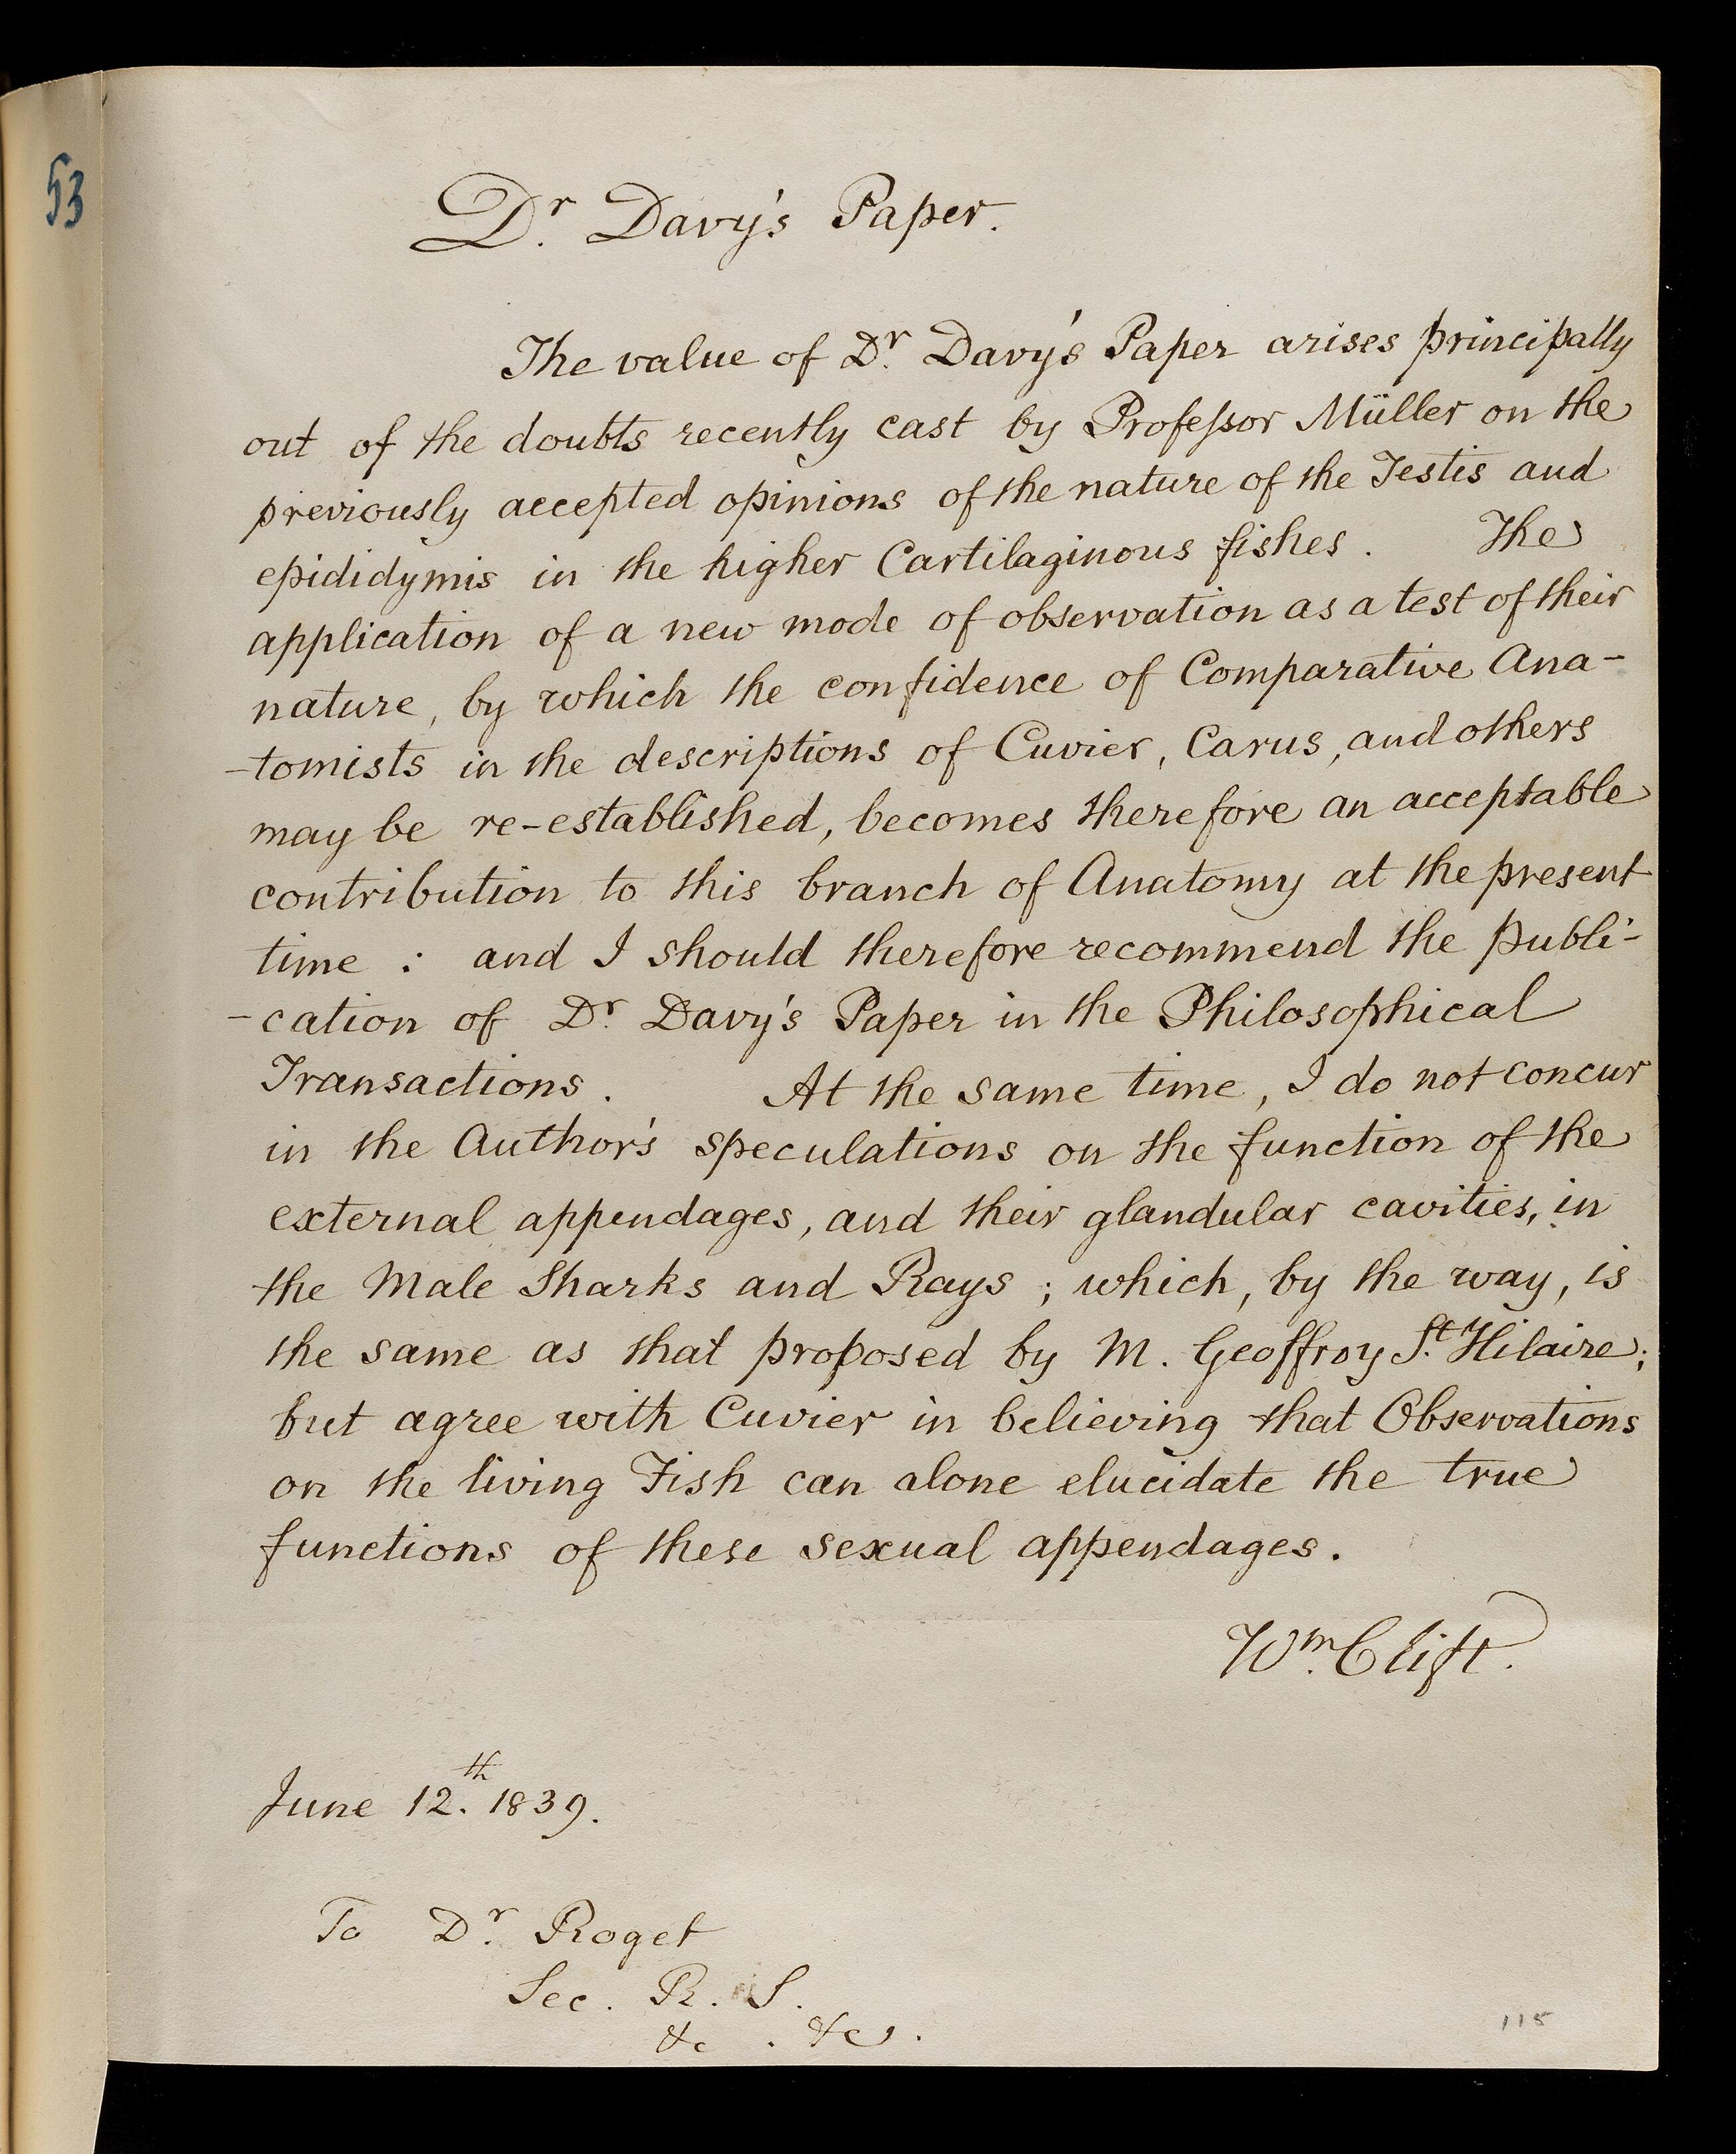 53
Dr. Davy's Paper.
The value of Dr. Davy's Paper arises principally
out of the doubts recently cast by Professor Müller on the
previously accepted opinions of the nature of the Testis and
epididymis in the higher Cartilaginous fishes. The
application of a new mode of observation as a test of their
nature, by which the confidence of Comparative Ana-
-tomists in the descriptions of Cuvier, Carus, and others
may be re-established, becomes therefore an acceptable
contribution to this branch of Anatomy at the present
time : and I should therefore recommend the publi-
-cation of Dr. Davy's Paper in the Philosophical
Transactions. At the same time, I do not concur
in the Author's speculations on the function of the
external appendages, and their glandular cavities, in
the Male Sharks and Rays ; which, by the way, is
the same as that proposed by M. Geoffroy St. Hilaire;
but agree with Cuvier in believing that Observations
on the living Fish can alone elucidate the true
functions of these sexual appendages.
Wm. Clift.
June 12.th 1839.
To Dr. Roget
Sec. R. S.
&c . &c.
115